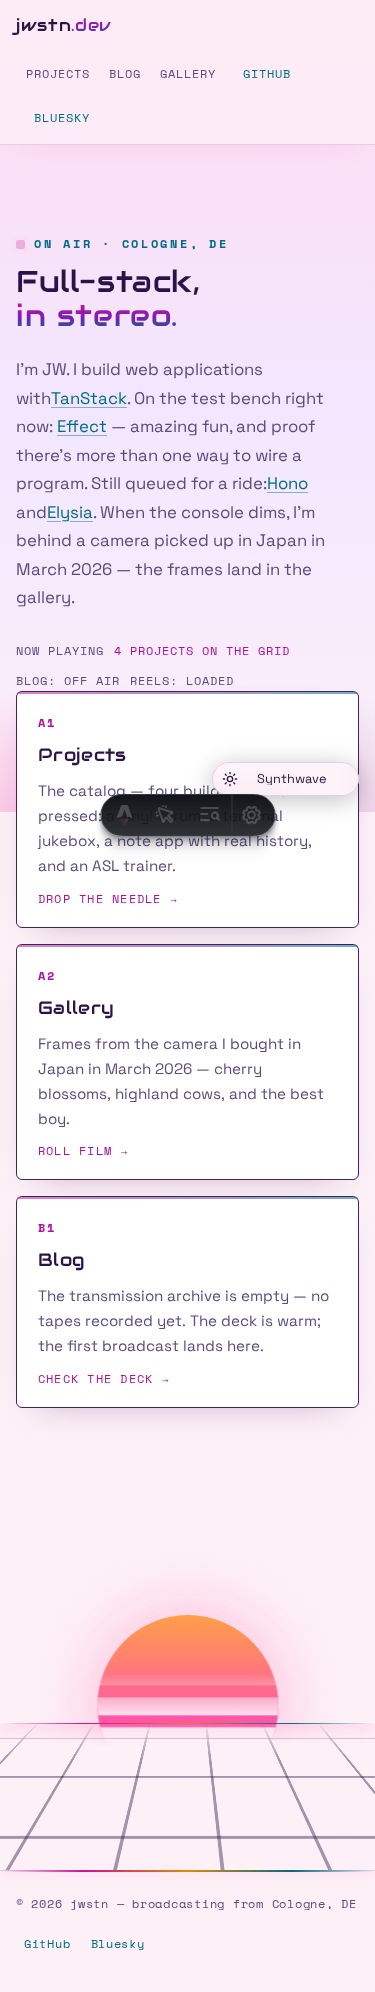 jwstn.dev
PROJECTS BLOG GALLERY GITHUB
BLUESKY
ON AIR · COLOGNE, DE
Full-stack,
in stereo.
I'm JW. I build web applications
withTanStack. On the test bench right
now: Effect — amazing fun, and proof
there's more than one way to wire a
program. Still queued for a ride:Hono
andElysia. When the console dims, I'm
behind a camera picked up in Japan in
March 2026 — the frames land in the
gallery.
NOW PLAYING 4 PROJECTS ON THE GRID
BLOG: OFF AIR REELS: LOADED
A1
Projects
The catalog — four build
Synthwave
pressed: a
jukebox, a note app with real history,
and an ASL trainer.
DROP THE NEEDLE →
A2
Gallery
Frames from the camera I bought in
Japan in March 2026 — cherry
blossoms, highland cows, and the best
boy.
ROLL FILM →
B1
Blog
The transmission archive is empty — no
tapes recorded yet. The deck is warm;
the first broadcast lands here.
CHECK THE DECK →
© 2026 jwstn — broadcasting from Cologne, DE
GitHub Bluesky